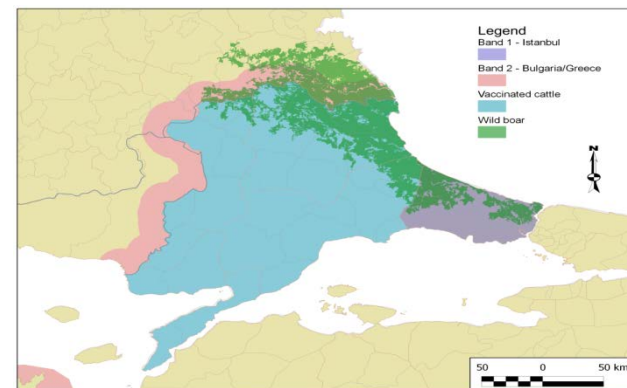 Legend
Band 1 - Istanbul
Band 2 - Bulgaria/Greece
Vaccinated cattle
Wild boar
N
50 0 50 km